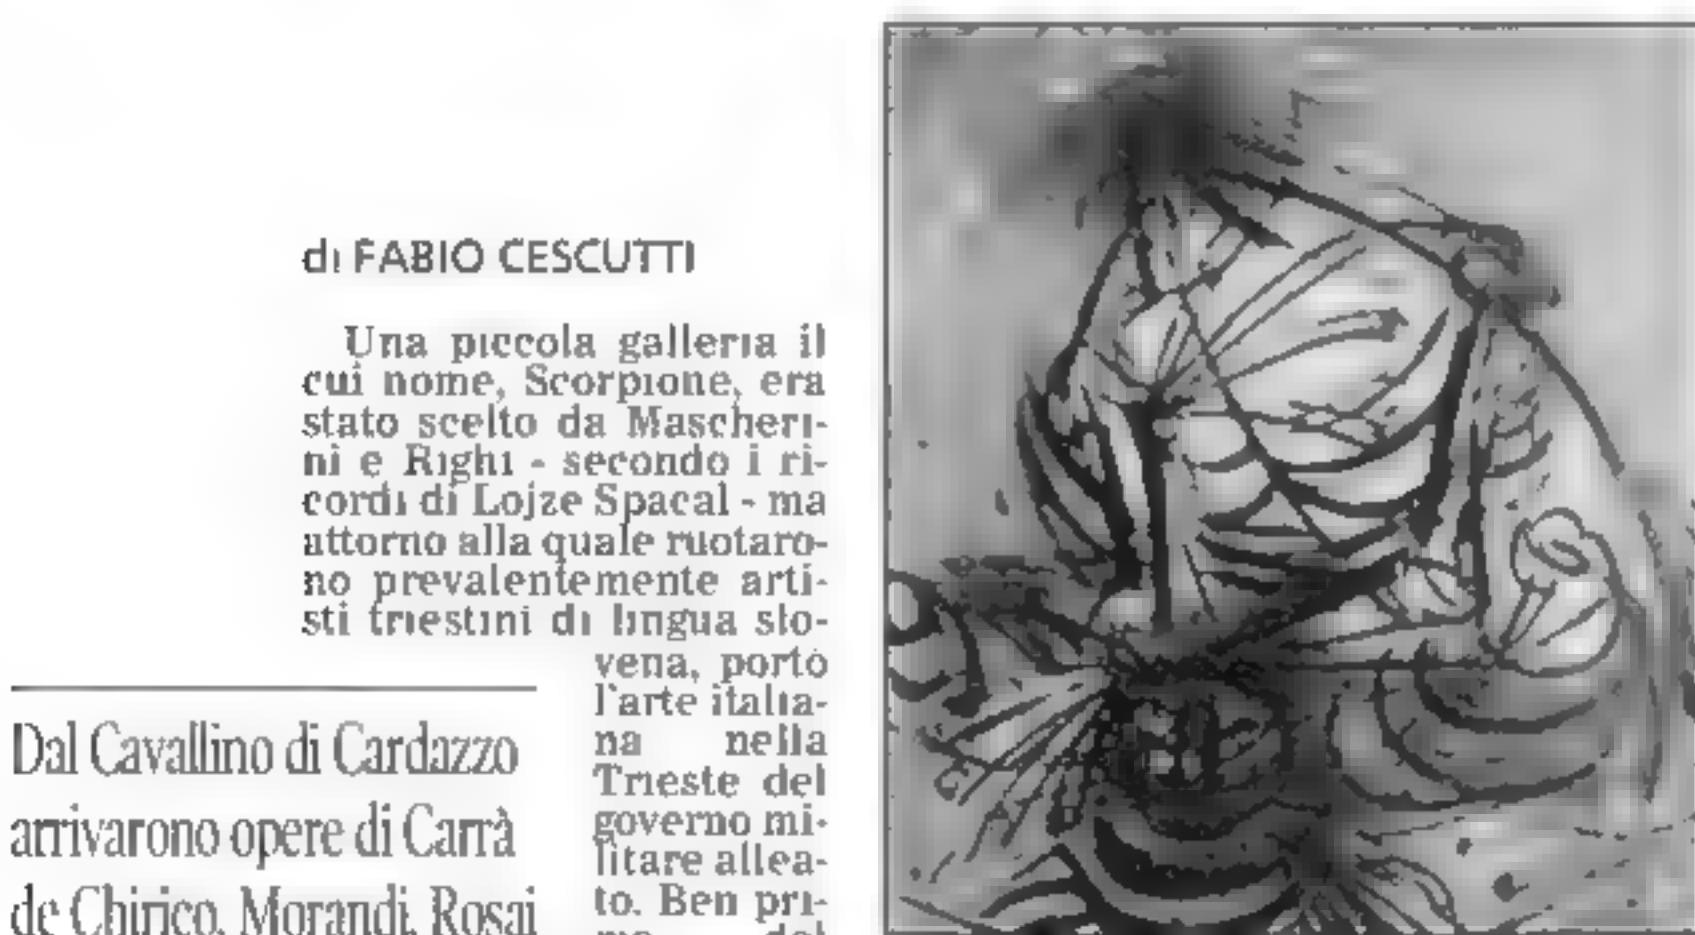 di FABIO CESCUTTI
Una piccola galleria il
cui nome, Scorpione, era
stato scelto da Mascheri-
ni e Righi - secondo i ri-
cordi di Lojze Spacal - ma
attorno alla quale ruotaro-
no prevalentemente arti-
sti triestini di lingua slo-
vena, portò
l'arte italia-
na nella
Trieste del
governo mi-
litare allea-
to. Ben pri-
Dal Cavallino di Cardazzo
arrivarono opere di Carrà
de Chirico, Morandi, Rosai